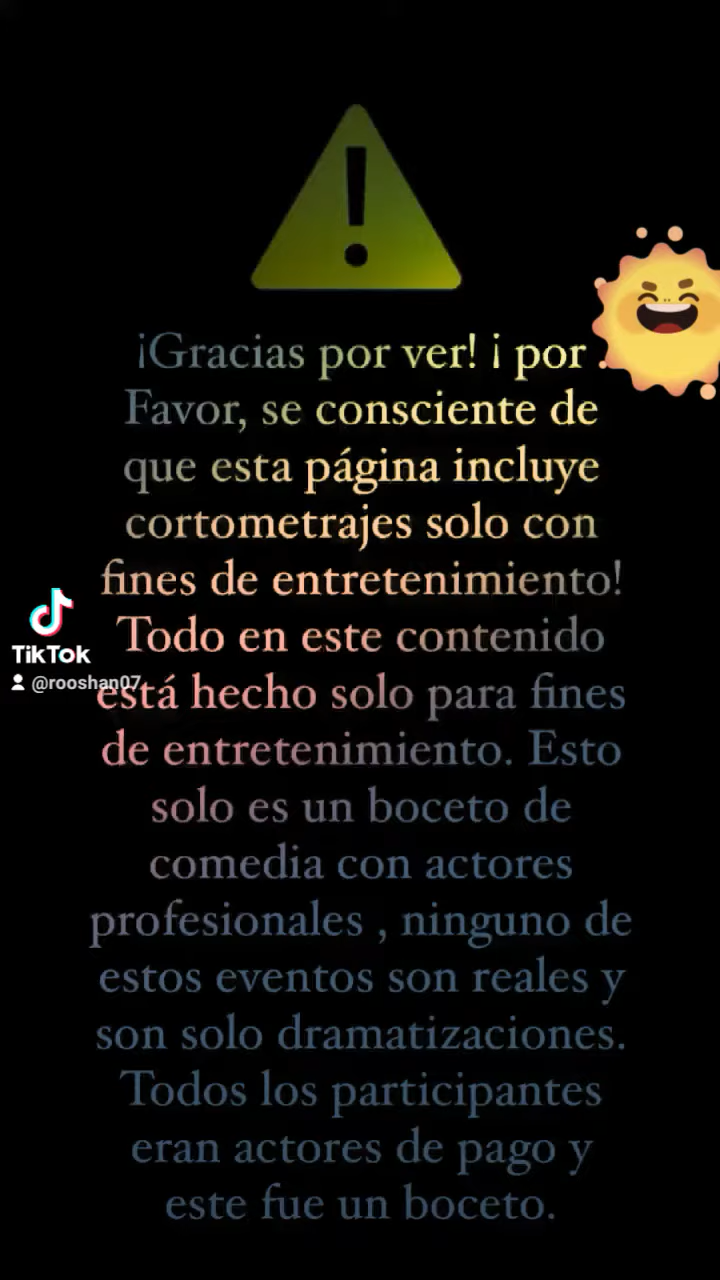 ¡Gracias por ver! ¡ por
Favor, se consciente de
que esta página incluye
cortometrajes solo con
fines de entretenimiento!
Todo en este contenido
está hecho solo para fines
de entretenimiento. Esto
solo es un boceto de
comedia con actores
profesionales , ninguno de
estos eventos son reales y
son solo dramatizaciones.
Todos los participantes
eran actores de pago y
este fue un boceto.
TikTok
@rooshan07